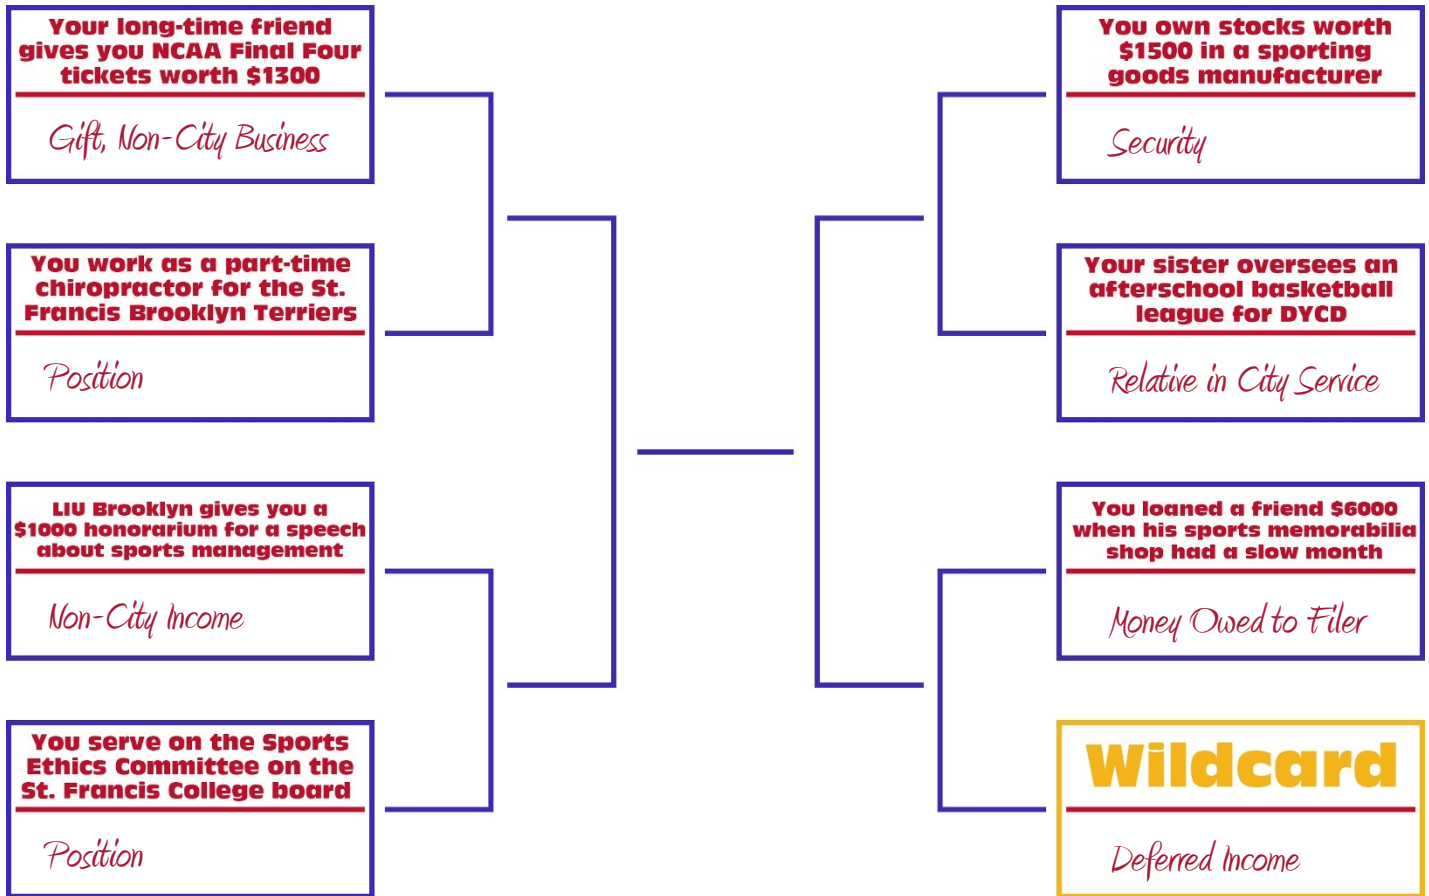 Your long-time friend
gives you NCAA Final Four
tickets worth $1300
Gift, Non-City Business
You work as a part-time
chiropractor for the St.
Francis Brooklyn Terriers
Position
LIU Brooklyn gives you a
$1000 honorarium for a speech
about sports management
Non-City Income
You serve on the Sports
Ethics Committee on the
St. Francis College board
Position
You own stocks worth
$1500 in a sporting
goods manufacturer
Security
Your sister oversees an
afterschool basketball
league for DYCD
Relative in City Service
You loaned a friend $6000
when his sports memorabilia
shop had a slow month
Money Owed to Filer
Wildcard
Deferred Income